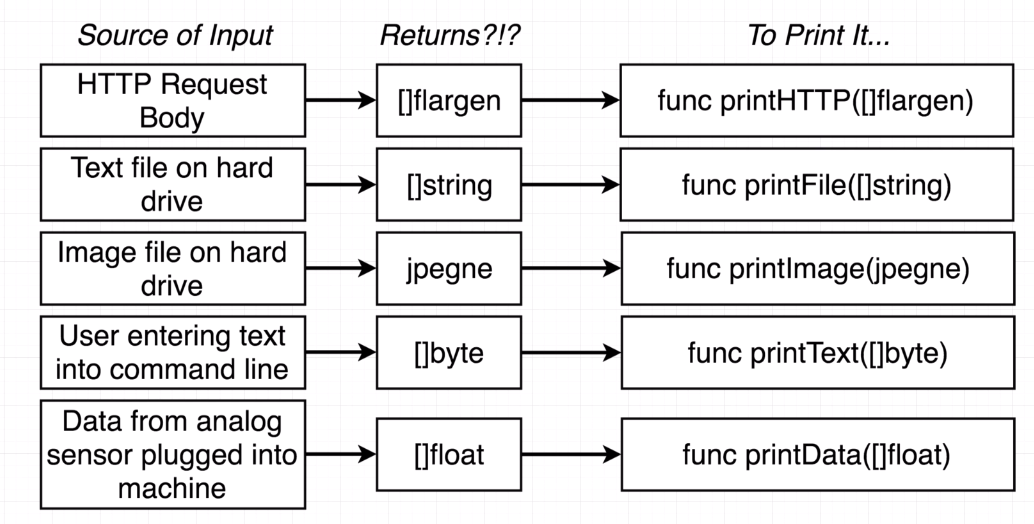 Source of Input
Returns?!?
To Print It...
HTTP Request
Body
[]flargen
func printHTTP([]flargen)
Text file on hard
drive
[]string
func printFile([]string)
Image file on hard
drive
jpegne
func printImage(jpegne)
User entering text
into command line
[]byte
func printText([]byte)
Data from analog
sensor plugged into
machine
[]float
func printData([]float)